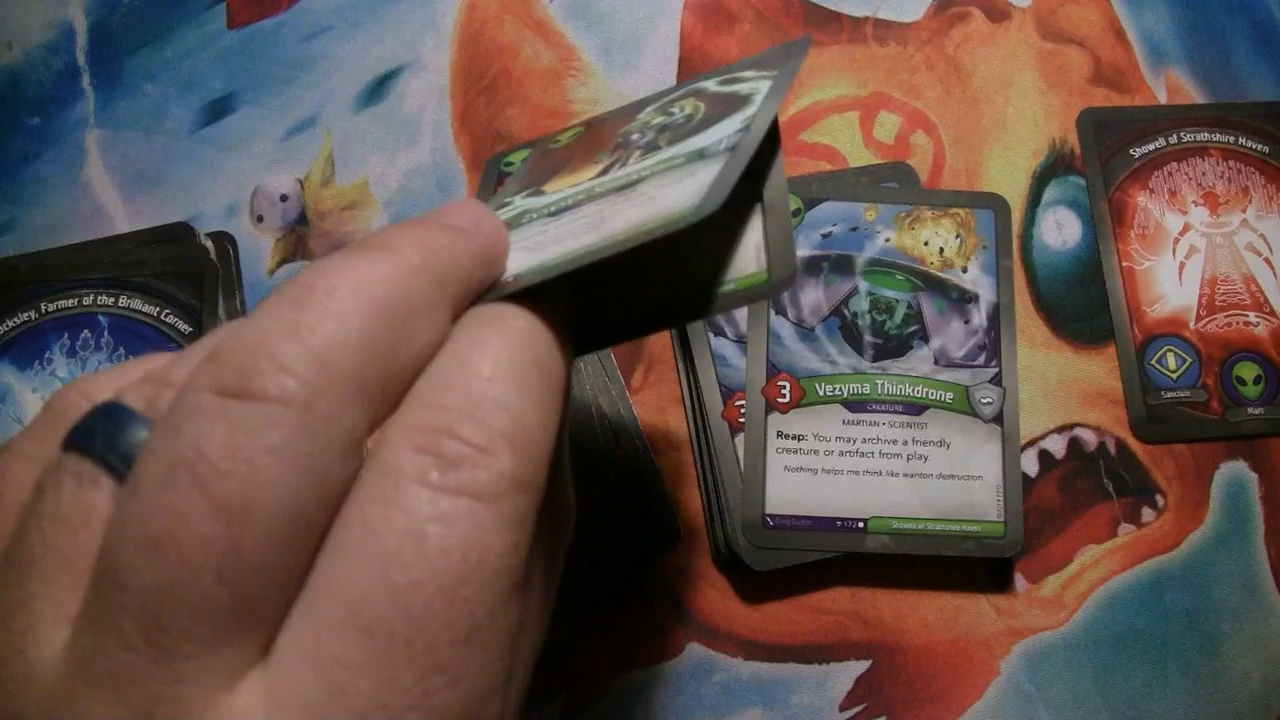 Showell of Strathshire Haven
Sanctum
Mars
ocksley, Farmer of the Brilliant Corner
3
3
Vezyma Thinkdrone
CREATURE
MARTIAN • SCIENTIST
Reap: You may archive a friendly
creature or artifact from play.
Nothing helps me think like wanton destruction.
172
Showell of Strathshire Haven